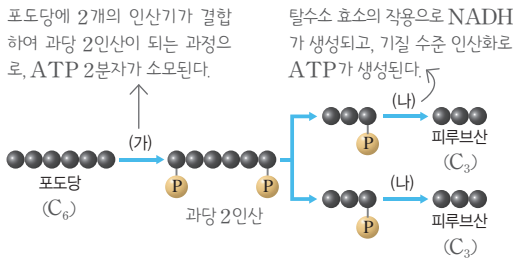 포도당에 2개의 인산기가 결합
하여 과당 2인산이 되는 과정으
로, ATP 2분자가 소모된다.
탈수소 효소의 작용으로 NADH
가 생성되고, 기질 수준 인산화로
ATP가 생성된다.
(가)
(나)
P
피루브산
(C₃)
포도당
(C₆)
P
P
과당 2인산
(나)
P
피루브산
(C₃)